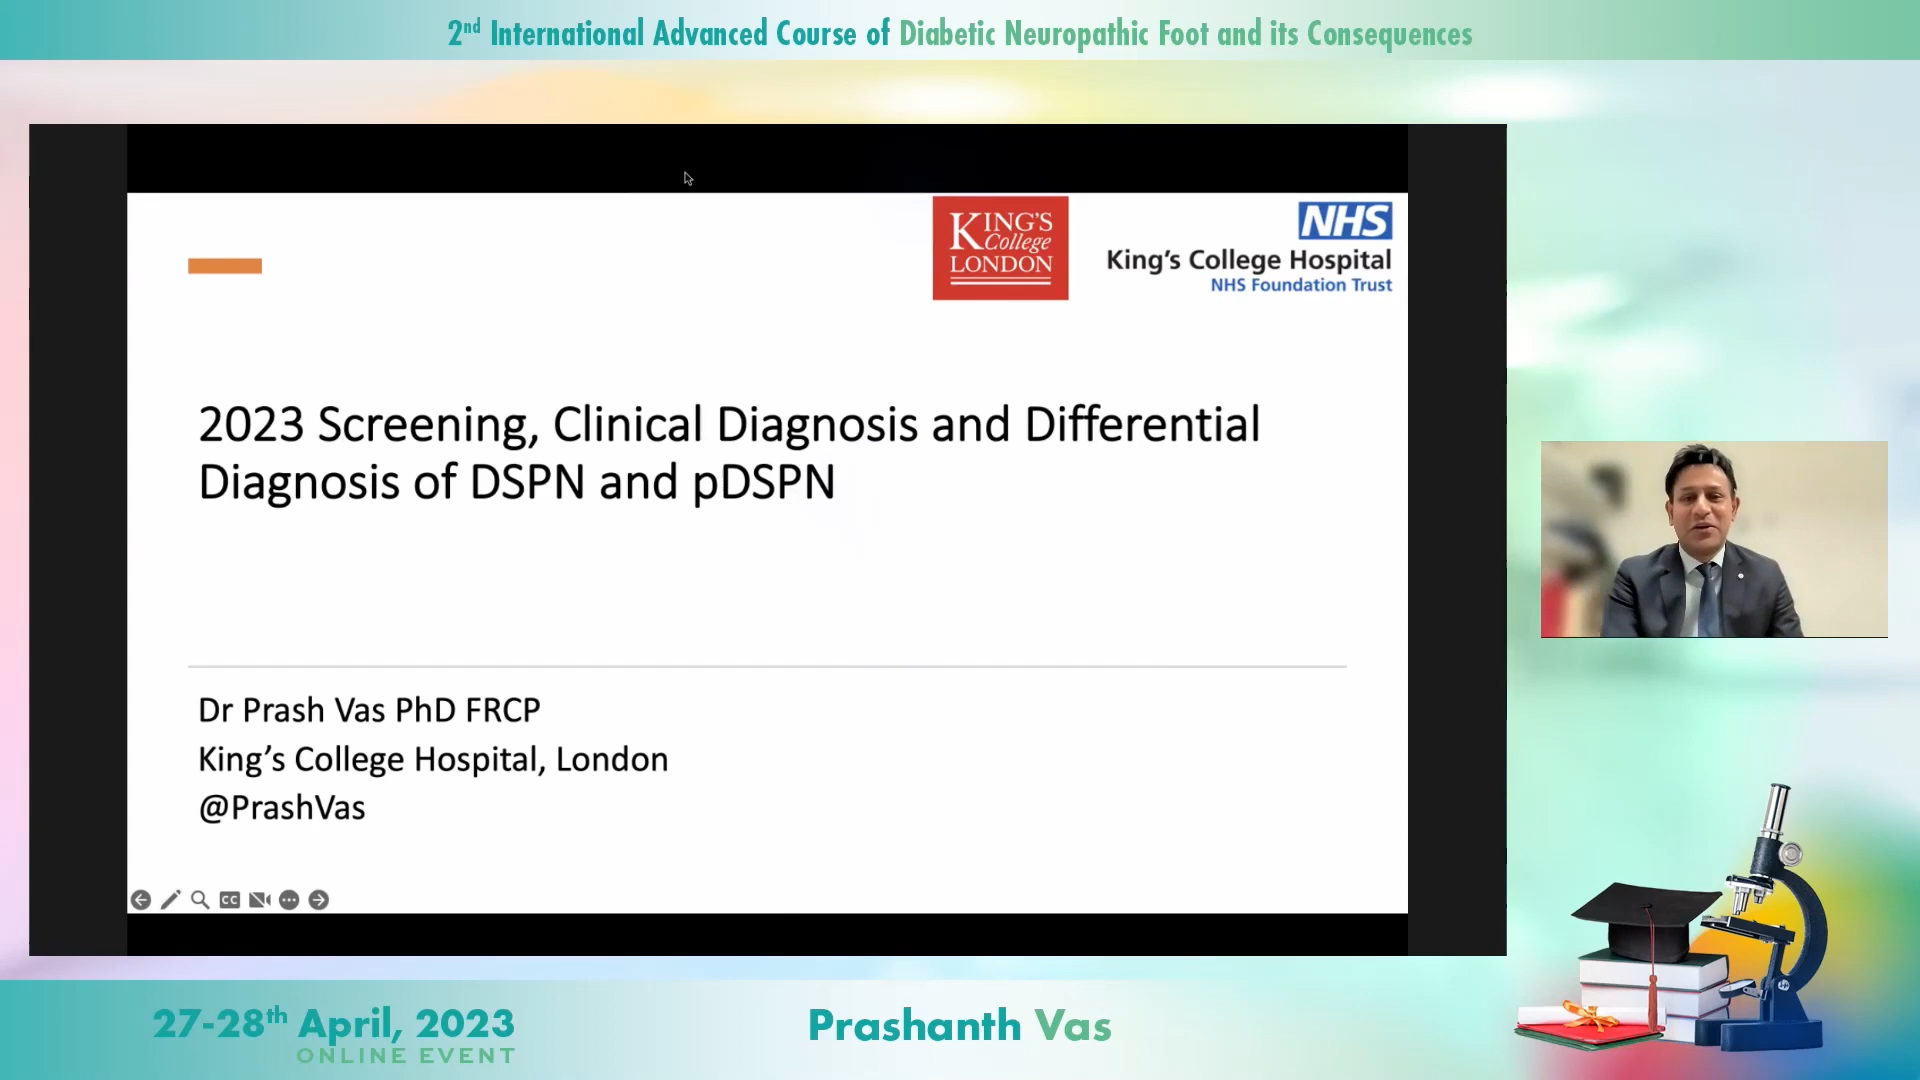 2nd International Advanced Course of Diabetic Neuropathic Foot and its Consequences
KING'S
College
LONDON
NHS
King's College Hospital
NHS Foundation Trust
2023 Screening, Clinical Diagnosis and Differential
Diagnosis of DSPN and pDSPN
Dr Prash Vas PhD FRCP
King's College Hospital, London
@PrashVas
CC
27-28th April, 2023
ONLINE EVENT
Prashanth Vas